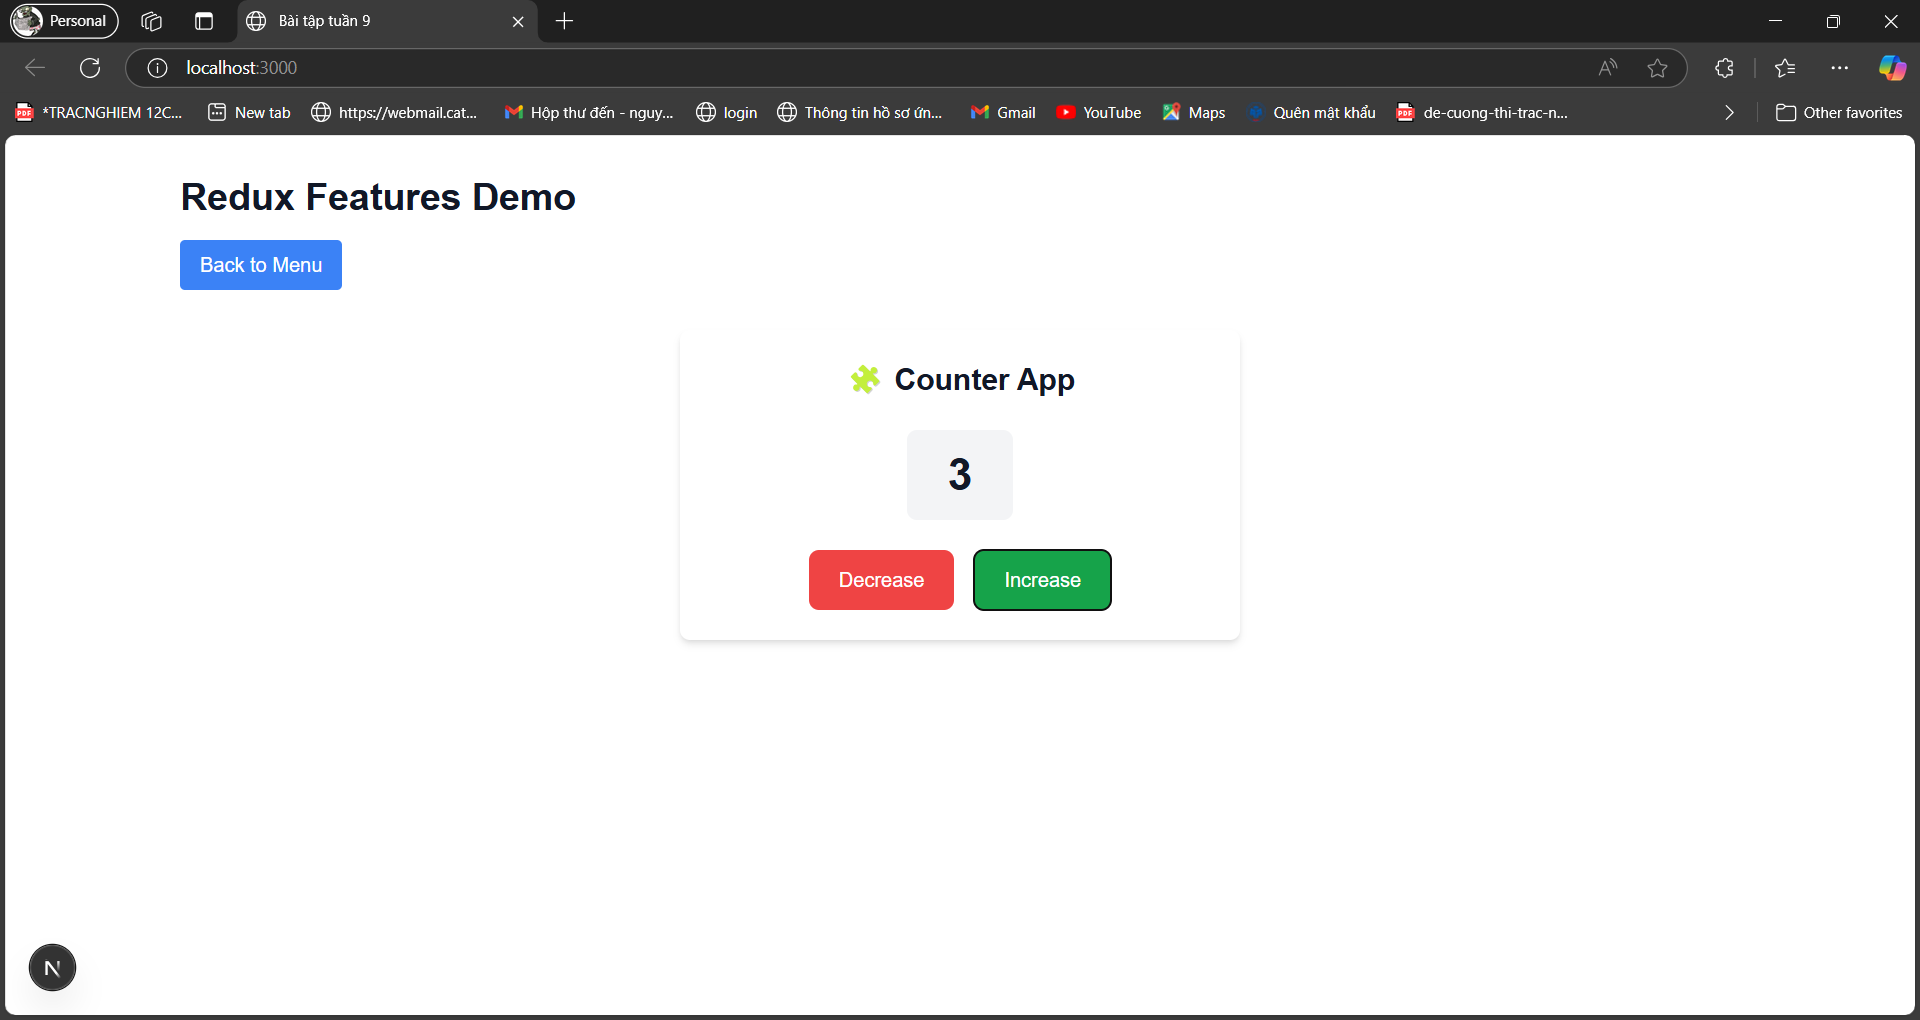 Personal
Bài tập tuần 9
localhost:3000
*TRACNGHIEM 12C...
New tab
https://webmail.cat...
Hộp thư đến - nguy...
login
Thông tin hồ sơ ứn...
Gmail
YouTube
Maps
Quên mật khẩu
de-cuong-thi-trac-n...
Other favorites
Redux Features Demo
Back to Menu
Counter App
3
Decrease
Increase
N